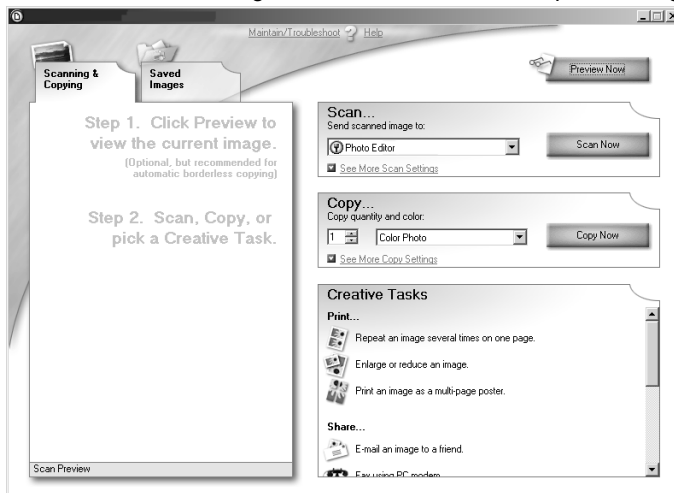 Maintain/Troubleshoot ? Help
Scanning &
Copying
Saved
Images
Preview Now
Step 1. Click Preview to
view the current image.
(Optional, but recommended for
automatic borderless copying)
Step 2. Scan, Copy, or
pick a Creative Task.
Scan Preview
Scan...
Send scanned image to:
Photo Editor
Scan Now
See More Scan Settings
Copy...
Copy quantity and color:
1
Color Photo
Copy Now
See More Copy Settings
Creative Tasks
Print...
Repeat an image several times on one page.
Enlarge or reduce an image.
Print an image as a multi-page poster.
Share...
E-mail an image to a friend.
Fax using PC modem.